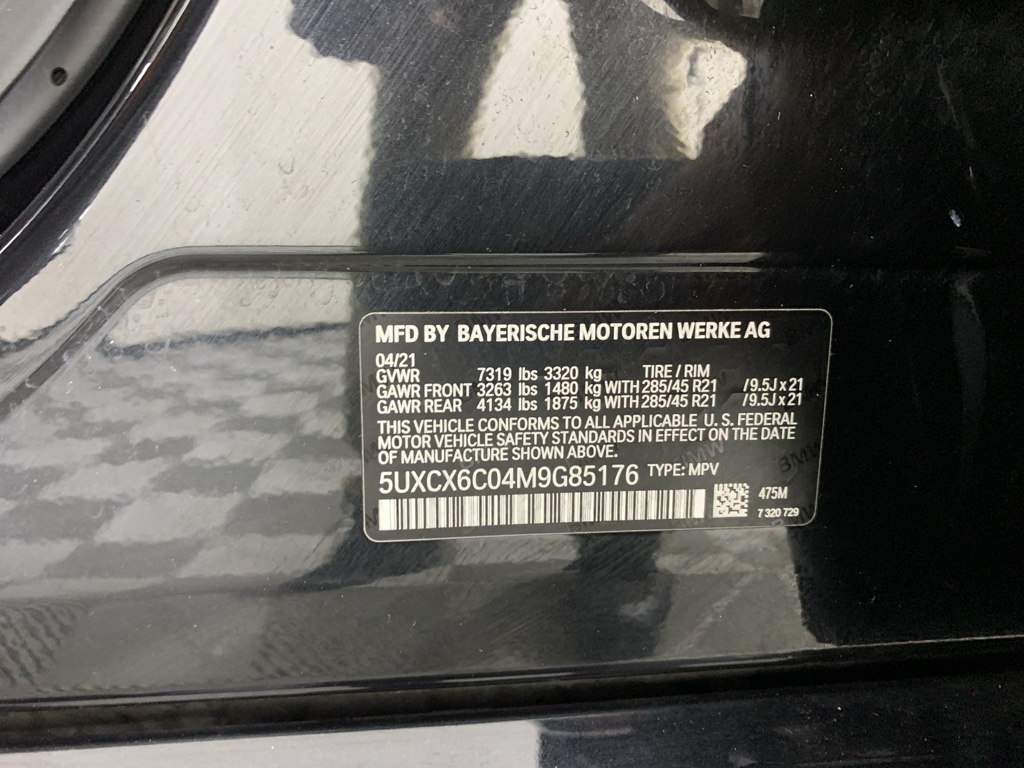 MFD BY BAYERISCHE MOTOREN WERKE AG
04/21
GVWR 7319 lbs 3320 kg TIRE / RIM
GAWR FRONT 3263 lbs 1480 kg WITH 285/45 R21 /9.5J x 21
GAWR REAR 4134 lbs 1875 kg WITH 285/45 R21 /9.5J x 21
THIS VEHICLE CONFORMS TO ALL APPLICABLE U. S. FEDERAL
MOTOR VEHICLE SAFETY STANDARDS IN EFFECT ON THE DATE
OF MANUFACTURE SHOWN ABOVE.
5UXCX6C04M9G85176 TYPE: MPV
475M
7 320 729
BMW